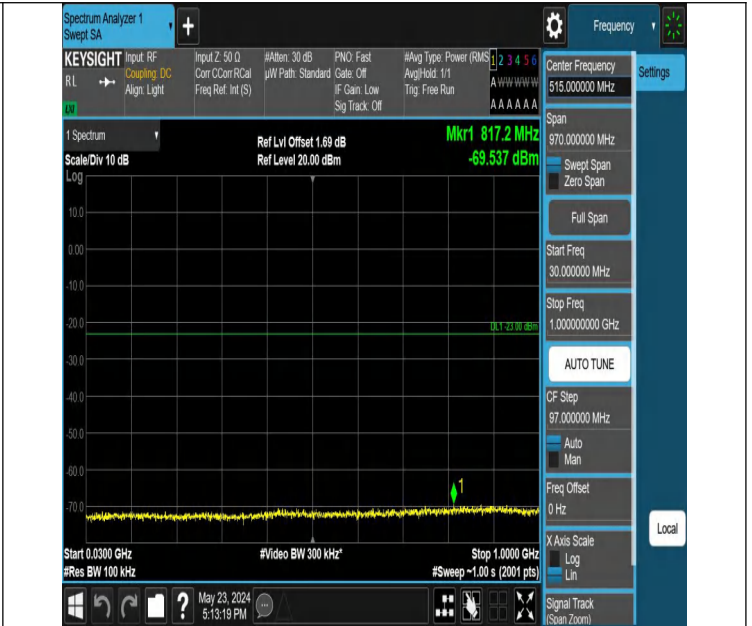 Spectrum Analyzer 1
Swept SA
+
Frequency
KEYSIGHT
RL
Input: RF
Coupling: DC
Align: Light
Input Z: 50 Ω
Corr CCorr RCal
Freq Ref: Int (S)
#Atten: 30 dB
µW Path: Standard
PNO: Fast
Gate: Off
IF Gain: Low
Sig Track: Off
#Avg Type: Power (RMS
Avg|Hold: 1/1
Trig: Free Run
1 2 3 4 5 6
A W W W W W
A A A A A A
1 Spectrum
Scale/Div 10 dB
Log
Ref Lvl Offset 1.69 dB
Ref Level 20.00 dBm
Mkr1 817.2 MHz
-69.537 dBm
10.0
0.00
-10.0
-20.0
DL1 -23.00 dBm
-30.0
-40.0
-50.0
-60.0
1
-70.0
Start 0.0300 GHz
#Res BW 100 kHz
#Video BW 300 kHz*
Stop 1.0000 GHz
#Sweep ~1.00 s (2001 pts)
?
May 23, 2024
5:13:19 PM
Center Frequency
515.000000 MHz
Span
970.000000 MHz
Swept Span
Zero Span
Full Span
Start Freq
30.000000 MHz
Stop Freq
1.000000000 GHz
AUTO TUNE
CF Step
97.000000 MHz
Auto
Man
Freq Offset
0 Hz
X Axis Scale
Log
Lin
Signal Track
(Span Zoom)
Settings
Local